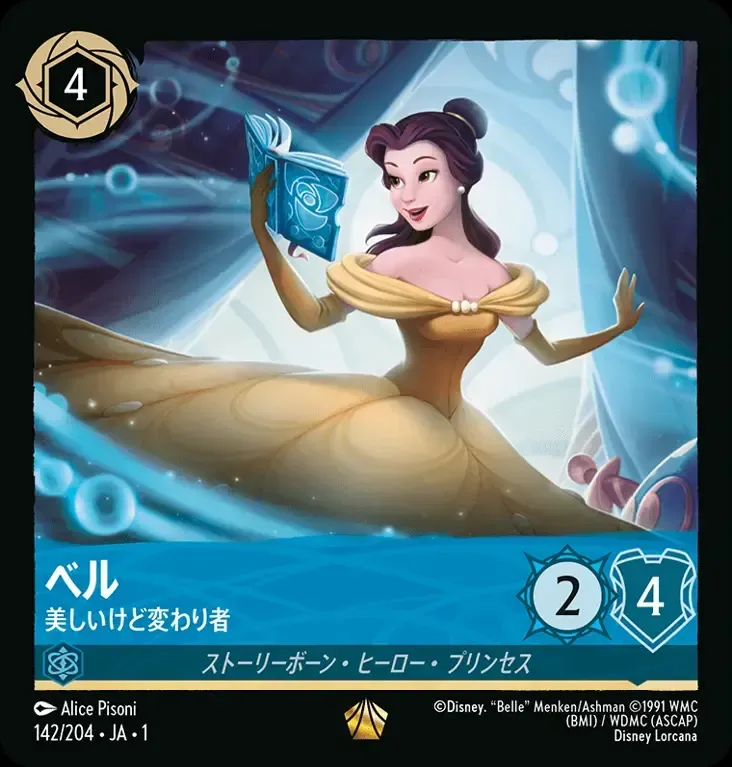 4
ベル
美しいけど変わり者
2
4
ストーリーボーン・ヒーロー・プリンセス
Alice Pisoni
142/204・JA・1
©Disney. “Belle” Menken/Ashman ©1991 WMC
(BMI) / WDMC (ASCAP)
Disney Lorcana